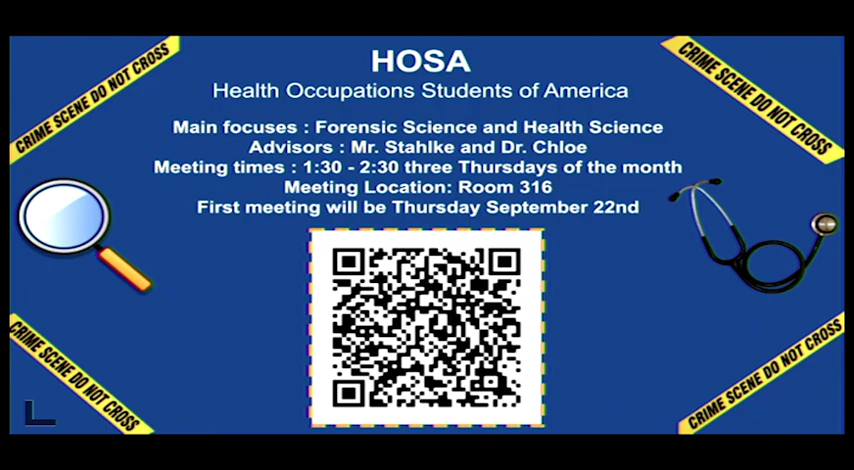 HOSA
Health Occupations Students of America
Main focuses : Forensic Science and Health Science
Advisors : Mr. Stahlke and Dr. Chloe
Meeting times : 1:30 - 2:30 three Thursdays of the month
Meeting Location: Room 316
First meeting will be Thursday September 22nd
CRIME SCENE DO NOT CROSS
CRIME SCENE DO NOT CROSS
CRIME SCENE DO NOT CROSS
CRIME SCENE DO NOT CROSS